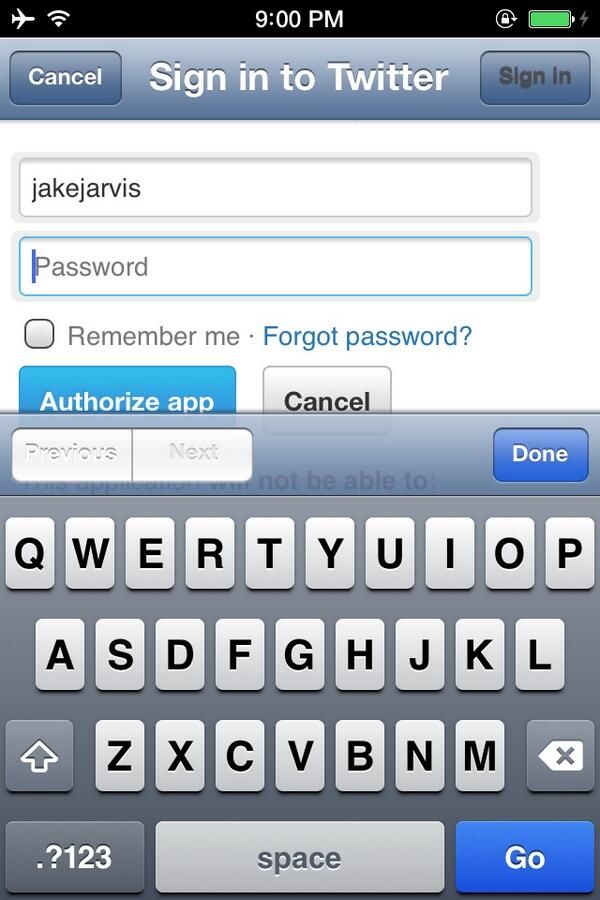 9:00 PM
Cancel Sign in to Twitter Sign in
jakejarvis
Password
Remember me · Forgot password?
Authorize app Cancel
Previous Next Done
This application will not be able to:
Q W E R T Y U I O P
A S D F G H J K L
Z X C V B N M
.?123 space Go